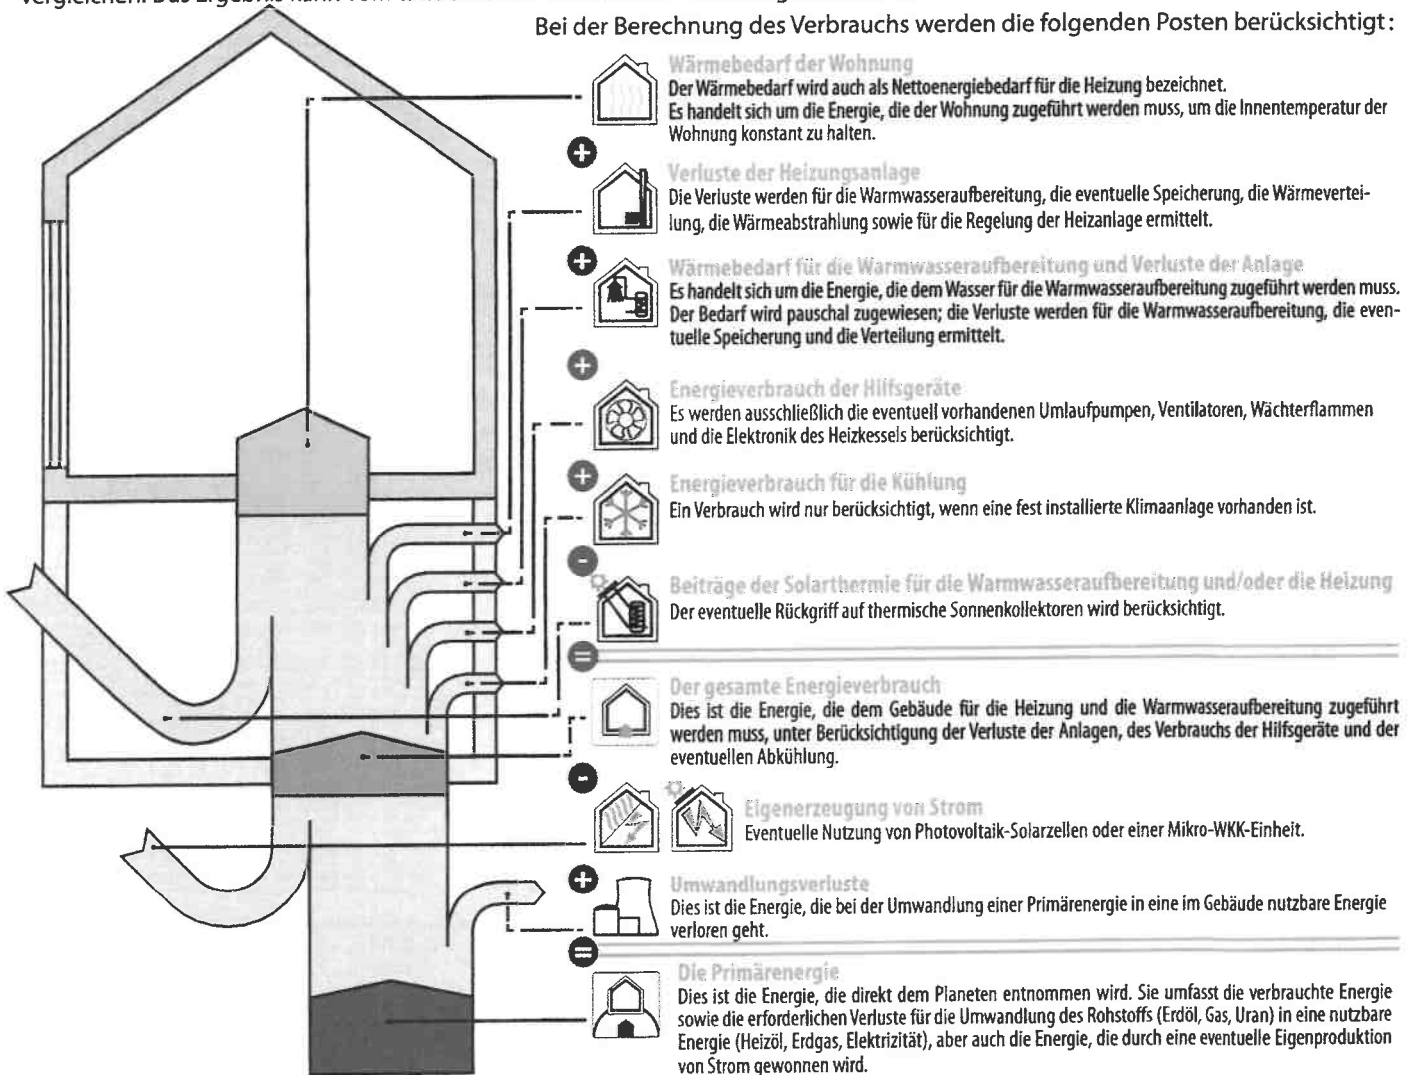 Bei der Berechnung des Verbrauchs werden die folgenden Posten berücksichtigt:
Wärmebedarf der Wohnung
Der Wärmebedarf wird auch als Nettoenergiebedarf für die Heizung bezeichnet.
Es handelt sich um die Energie, die der Wohnung zugeführt werden muss, um die Innentemperatur der
Wohnung konstant zu halten.
+
Verluste der Heizungsanlage
Die Verluste werden für die Warmwasseraufbereitung, die eventuelle Speicherung, die Wärmevertei-
lung, die Wärmeabstrahlung sowie für die Regelung der Heizanlage ermittelt.
+
Wärmebedarf für die Warmwasseraufbereitung und Verluste der Anlage
Es handelt sich um die Energie, die dem Wasser für die Warmwasseraufbereitung zugeführt werden muss.
Der Bedarf wird pauschal zugewiesen; die Verluste werden für die Warmwasseraufbereitung, die even-
tuelle Speicherung und die Verteilung ermittelt.
+
Energieverbrauch der Hilfsgeräte
Es werden ausschließlich die eventuell vorhandenen Umlaufpumpen, Ventilatoren, Wächterflammen
und die Elektronik des Heizkessels berücksichtigt.
+
Energieverbrauch für die Kühlung
Ein Verbrauch wird nur berücksichtigt, wenn eine fest installierte Klimaanlage vorhanden ist.
-
Beiträge der Solarthermie für die Warmwasseraufbereitung und/oder die Heizung
Der eventuelle Rückgriff auf thermische Sonnenkollektoren wird berücksichtigt.
=
Der gesamte Energieverbrauch
Dies ist die Energie, die dem Gebäude für die Heizung und die Warmwasseraufbereitung zugeführt
werden muss, unter Berücksichtigung der Verluste der Anlagen, des Verbrauchs der Hilfsgeräte und der
eventuellen Abkühlung.
-
Eigenerzeugung von Strom
Eventuelle Nutzung von Photovoltaik-Solarzellen oder einer Mikro-WKK-Einheit.
+
Umwandlungsverluste
Dies ist die Energie, die bei der Umwandlung einer Primärenergie in eine im Gebäude nutzbare Energie
verloren geht.
=
Die Primärenergie
Dies ist die Energie, die direkt dem Planeten entnommen wird. Sie umfasst die verbrauchte Energie
sowie die erforderlichen Verluste für die Umwandlung des Rohstoffs (Erdöl, Gas, Uran) in eine nutzbare
Energie (Heizöl, Erdgas, Elektrizität), aber auch die Energie, die durch eine eventuelle Eigenproduktion
von Strom gewonnen wird.